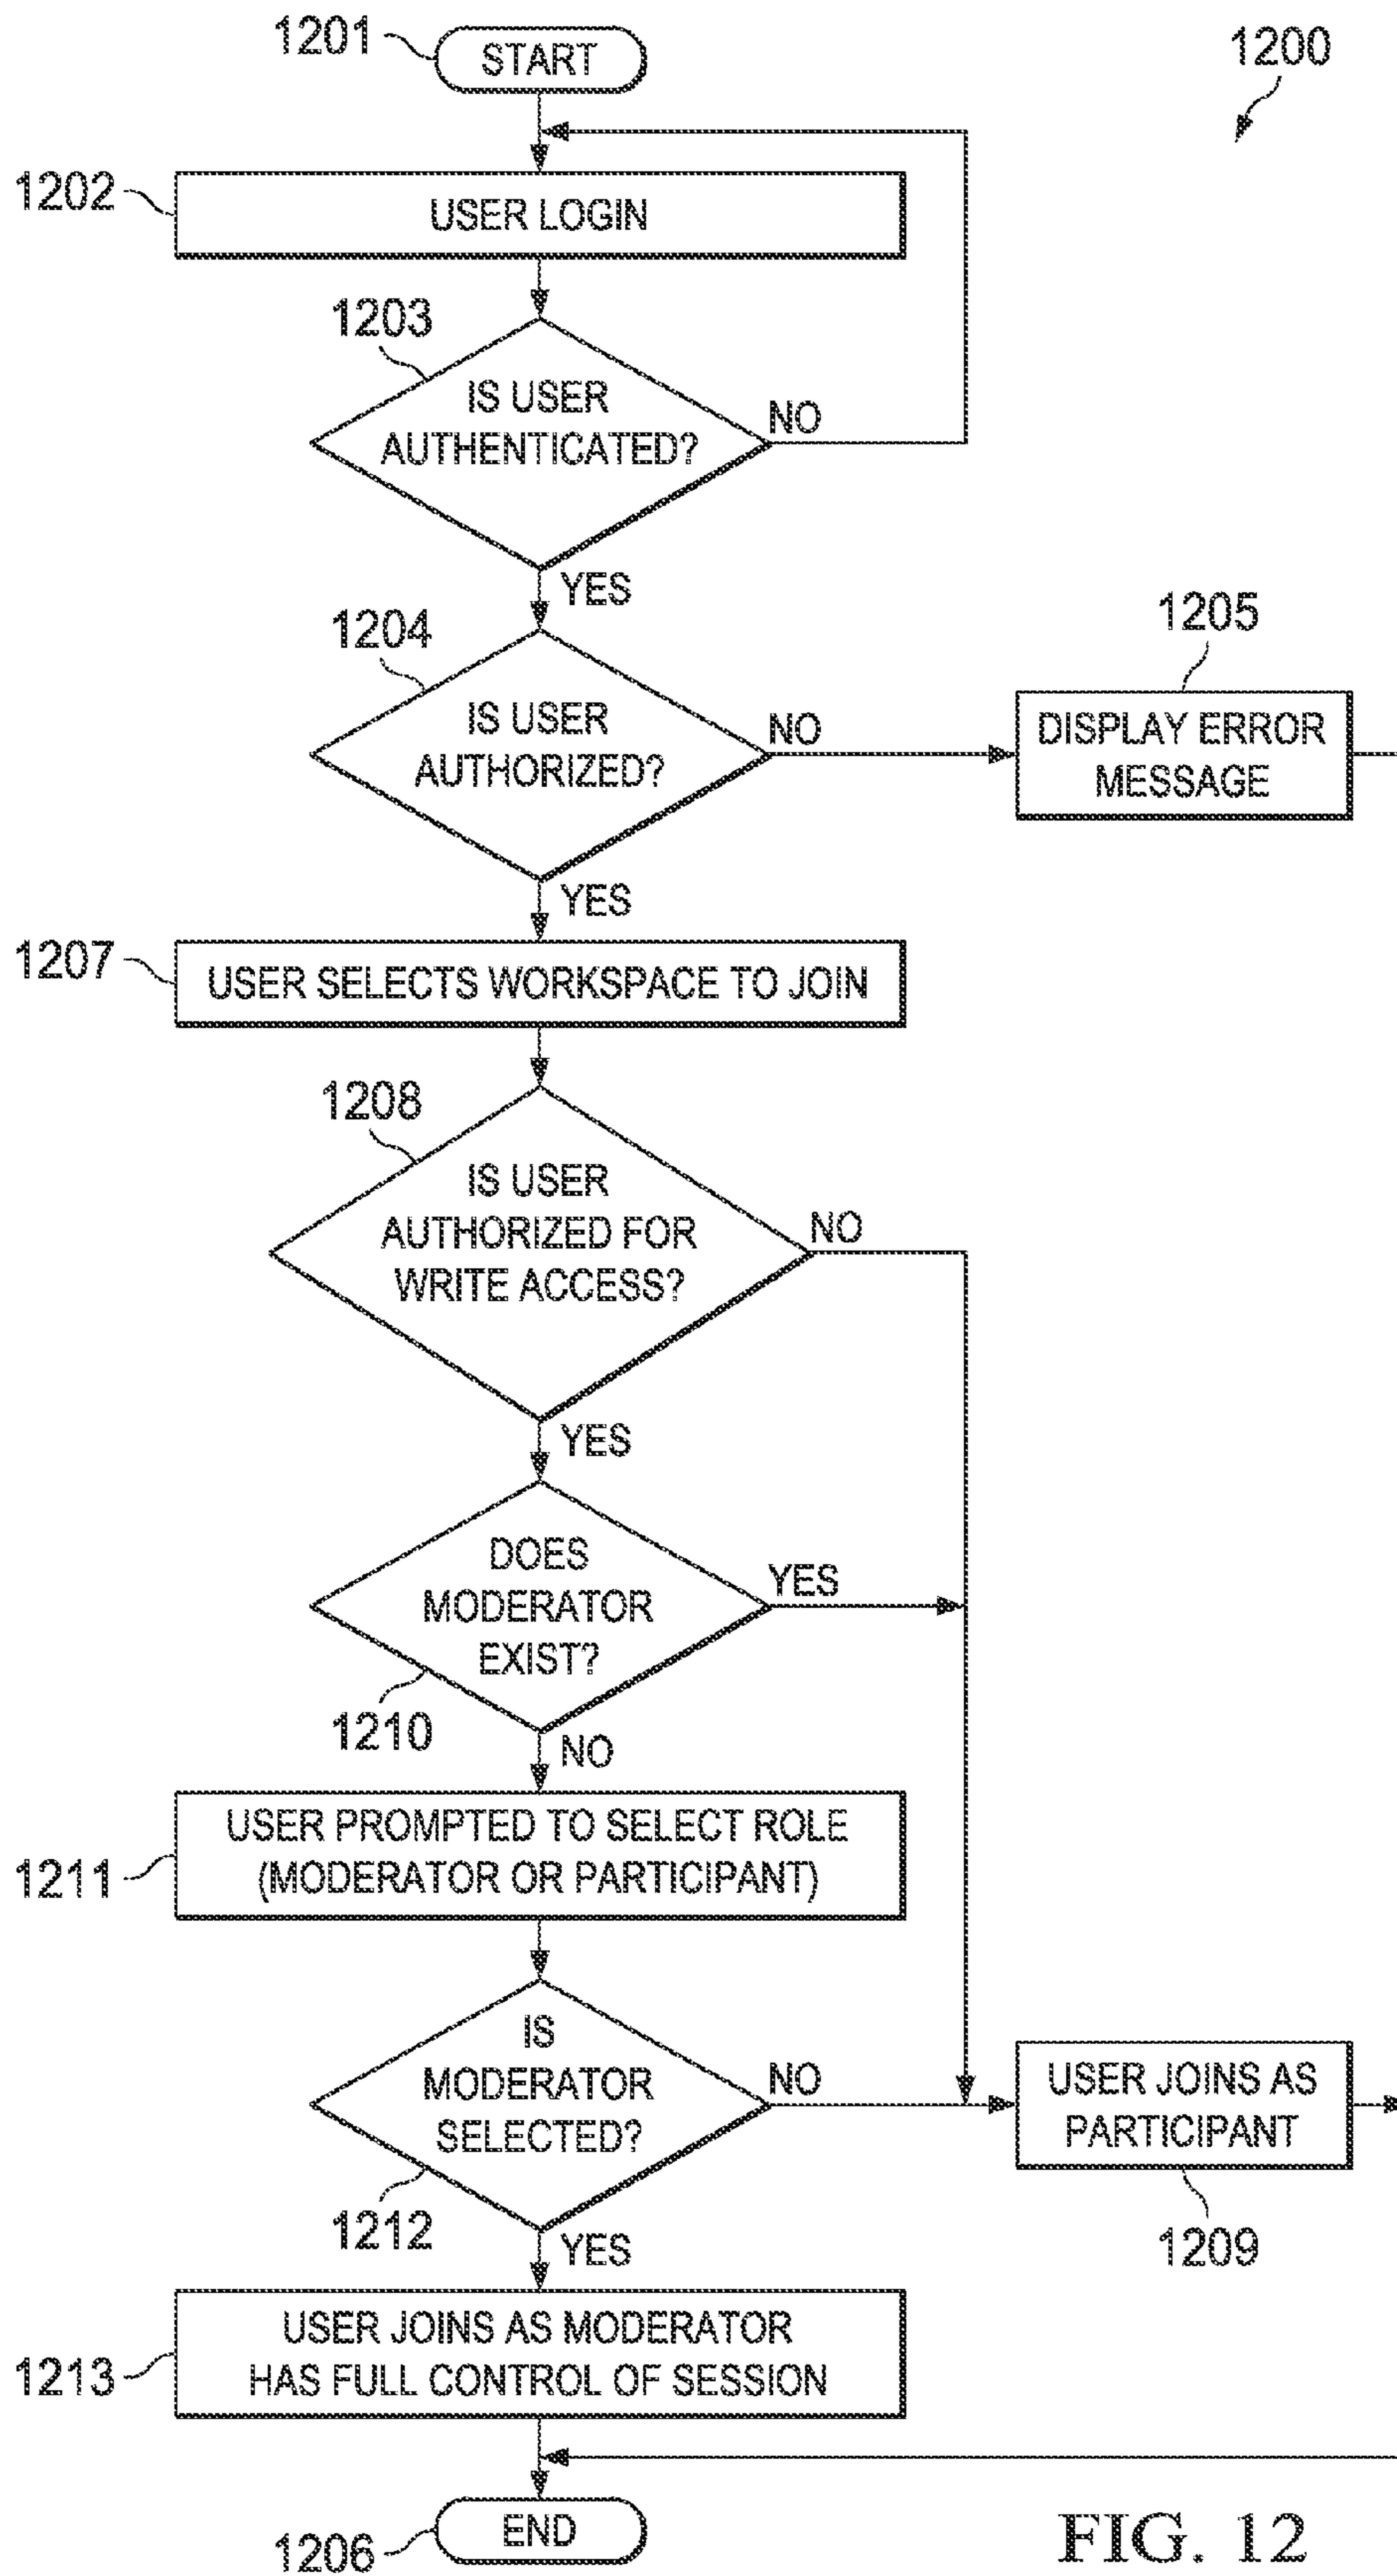 1201
START
1200
1202
USER LOGIN
1203
IS USER
AUTHENTICATED?
NO
YES
1204
IS USER
AUTHORIZED?
NO
1205
DISPLAY ERROR
MESSAGE
YES
1207
USER SELECTS WORKSPACE TO JOIN
1208
IS USER
AUTHORIZED FOR
WRITE ACCESS?
NO
YES
DOES
MODERATOR
EXIST?
YES
1210
NO
USER PROMPTED TO SELECT ROLE
(MODERATOR OR PARTICIPANT)
1211
IS
MODERATOR
SELECTED?
NO
USER JOINS AS
PARTICIPANT
1212
1209
YES
USER JOINS AS MODERATOR
HAS FULL CONTROL OF SESSION
1213
END
1206
FIG. 12